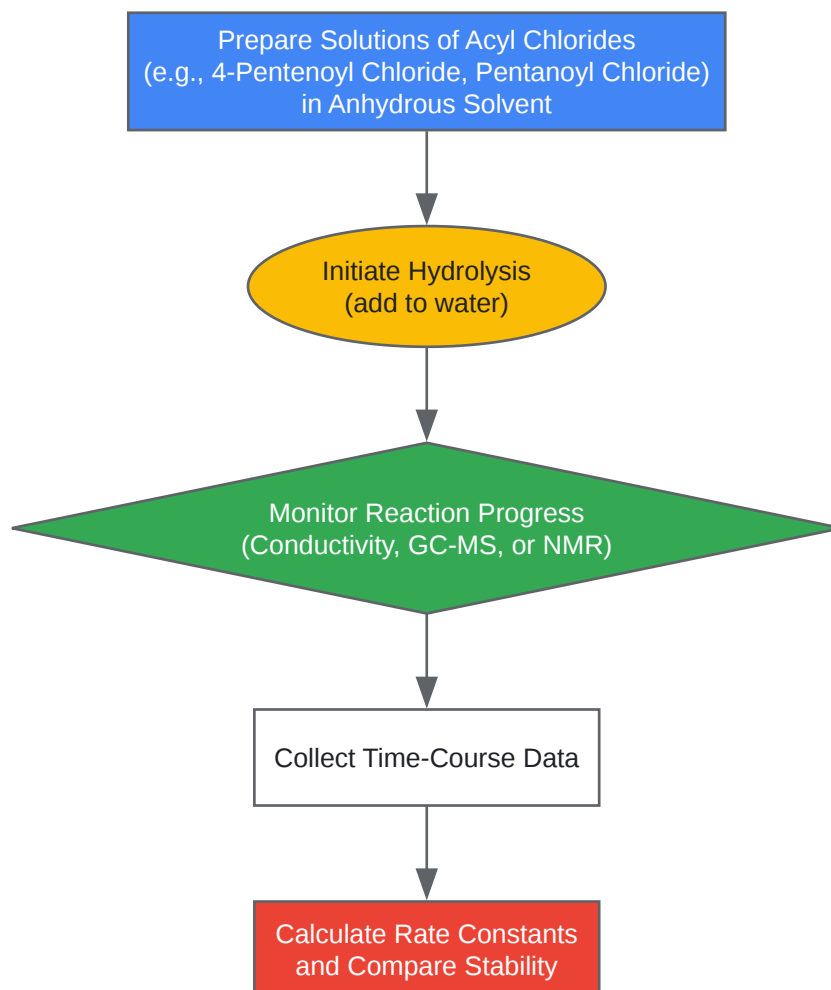 Prepare Solutions of Acyl Chlorides
(e.g., 4-Pentenoyl Chloride, Pentanoyl Chloride)
in Anhydrous Solvent
Initiate Hydrolysis
(add to water)
Monitor Reaction Progress
(Conductivity, GC-MS, or NMR)
Collect Time-Course Data
Calculate Rate Constants
and Compare Stability